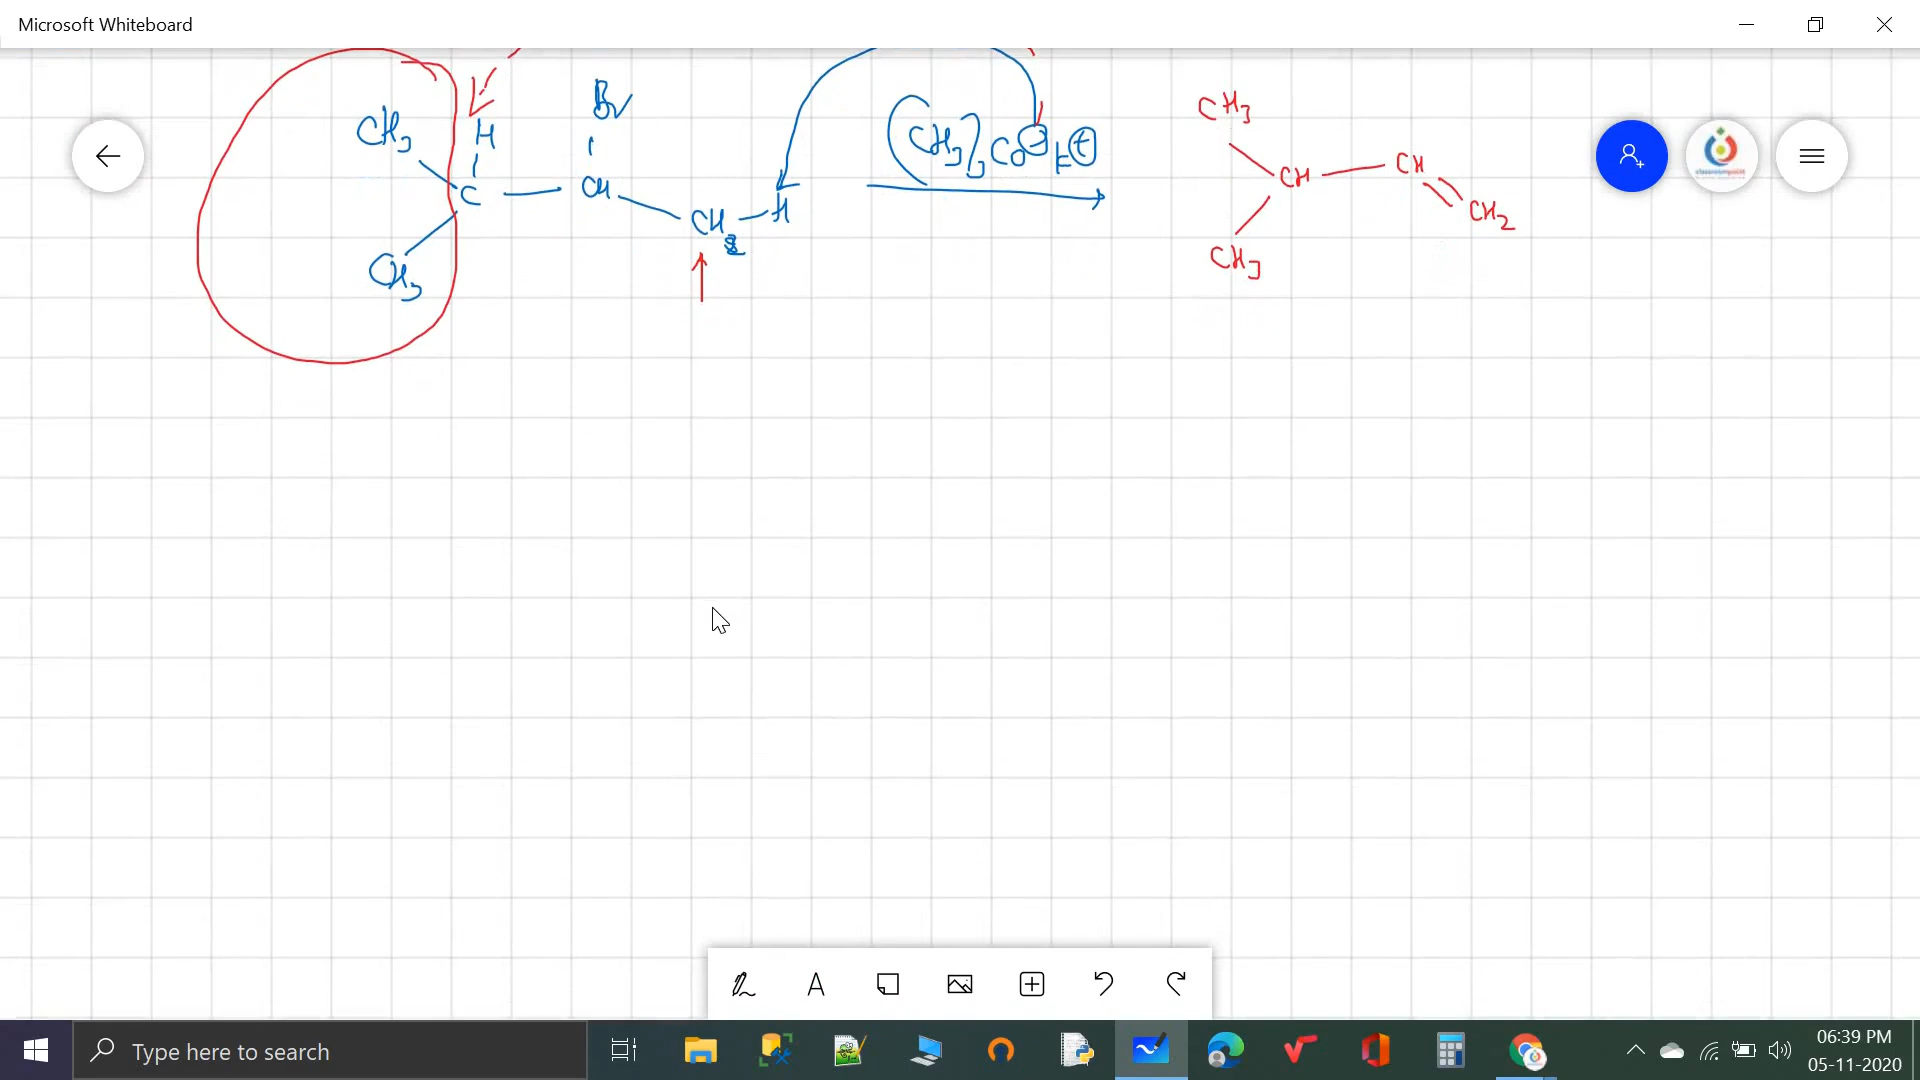 Microsoft Whiteboard
Br
CH3 H
C CH
CH2 H
CH3
(CH3)3CO⊖K⊕
CH3
CH CH
CH2
CH3
classroompoint
A
Type here to search
06:39 PM
05-11-2020